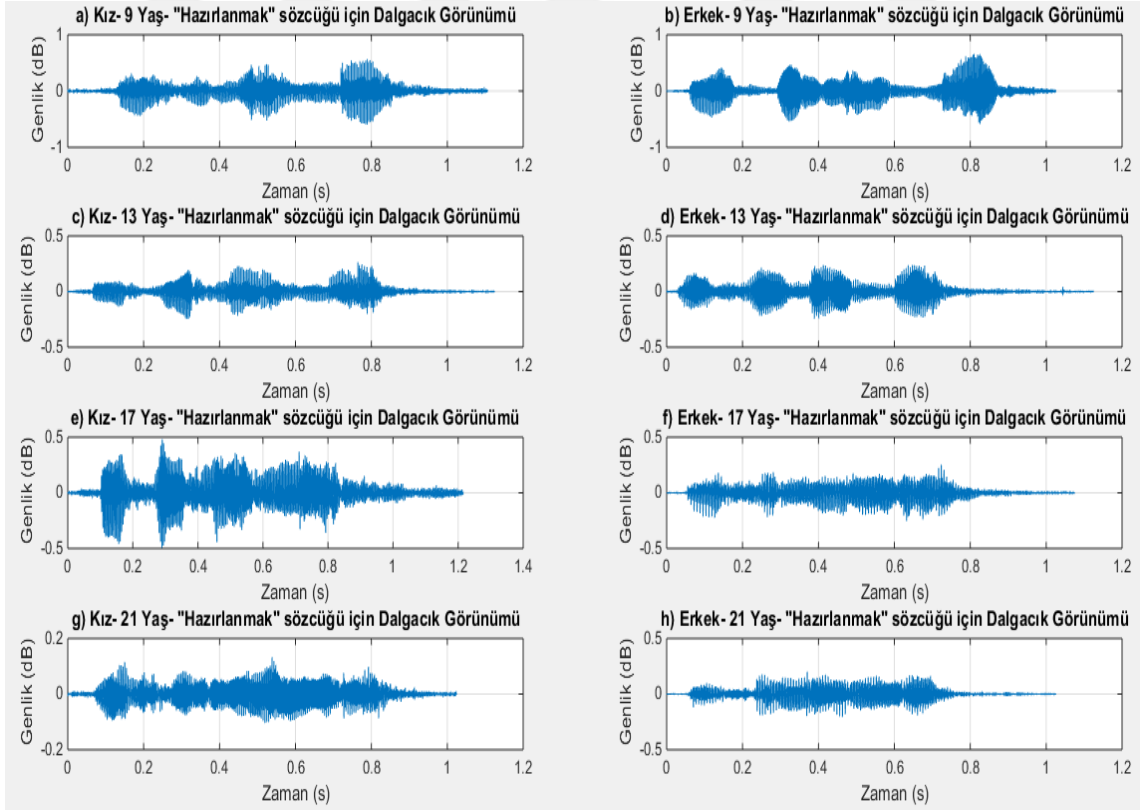 a) Kız- 9 Yaş- "Hazırlanmak" sözcüğü için Dalgacık Görünümü
Genlik (dB)
1
0
-1
0 0.2 0.4 0.6 0.8 1 1.2
Zaman (s)
b) Erkek- 9 Yaş- "Hazırlanmak" sözcüğü için Dalgacık Görünümü
Genlik (dB)
1
0
-1
0 0.2 0.4 0.6 0.8 1 1.2
Zaman (s)
c) Kız- 13 Yaş- "Hazırlanmak" sözcüğü için Dalgacık Görünümü
Genlik (dB)
0.5
0
-0.5
0 0.2 0.4 0.6 0.8 1 1.2
Zaman (s)
d) Erkek- 13 Yaş- "Hazırlanmak" sözcüğü için Dalgacık Görünümü
Genlik (dB)
0.5
0
-0.5
0 0.2 0.4 0.6 0.8 1 1.2
Zaman (s)
e) Kız- 17 Yaş- "Hazırlanmak" sözcüğü için Dalgacık Görünümü
Genlik (dB)
0.5
0
-0.5
0 0.2 0.4 0.6 0.8 1 1.2 1.4
Zaman (s)
f) Erkek- 17 Yaş- "Hazırlanmak" sözcüğü için Dalgacık Görünümü
Genlik (dB)
0.5
0
-0.5
0 0.2 0.4 0.6 0.8 1 1.2
Zaman (s)
g) Kız- 21 Yaş- "Hazırlanmak" sözcüğü için Dalgacık Görünümü
Genlik (dB)
0.2
0
-0.2
0 0.2 0.4 0.6 0.8 1 1.2
Zaman (s)
h) Erkek- 21 Yaş- "Hazırlanmak" sözcüğü için Dalgacık Görünümü
Genlik (dB)
0.5
0
-0.5
0 0.2 0.4 0.6 0.8 1 1.2
Zaman (s)